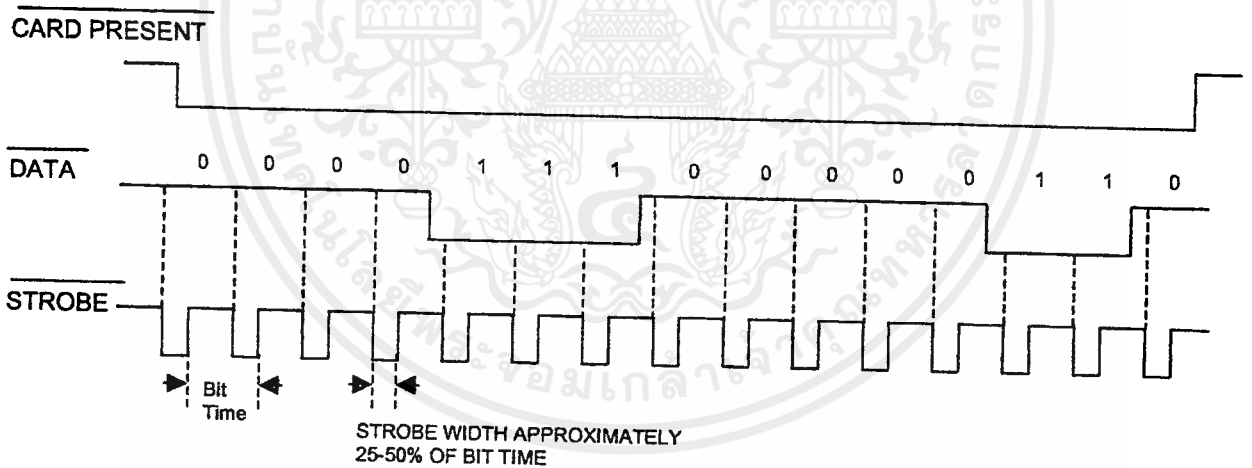 CARD PRESENT
DATA 0 0 0 0 1 1 1 0 0 0 0 0 1 1 0
STROBE
Bit
Time
STROBE WIDTH APPROXIMATELY
25-50% OF BIT TIME